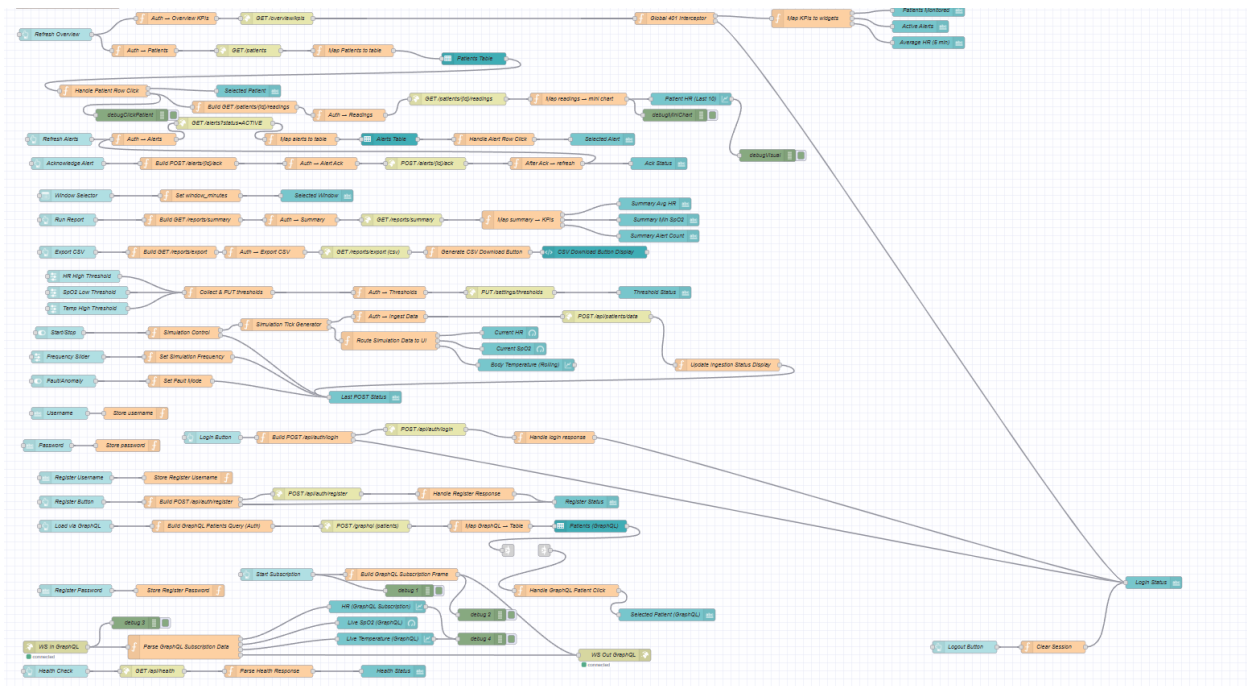 Refresh Overview
Auth → Overview KPIs
GET /overview/kpis
Global 401 Interceptor
Map KPIs to widgets
Patients Monitored
Active Alerts
Average HR (5 min)
Auth → Patients
GET /patients
Map Patients to table
Patients Table
Handle Patient Row Click
Selected Patient
debugClickPatient
Build GET /patients/{id}/readings
Auth → Readings
GET /patients/{id}/readings
Map readings → mini chart
Patient HR (Last 10)
debugMiniChart
debugVisual
Refresh Alerts
Auth → Alerts
GET /alerts?status=ACTIVE
Map alerts to table
Alerts Table
Handle Alert Row Click
Selected Alert
Acknowledge Alert
Build POST /alerts/{id}/ack
Auth → Alert Ack
POST /alerts/{id}/ack
After Ack → refresh
Ack Status
Window Selector
Set window_minutes
Selected Window
Run Report
Build GET /reports/summary
Auth → Summary
GET /reports/summary
Map summary → KPIs
Summary Avg HR
Summary Min SpO2
Summary Alert Count
Export CSV
Build GET /reports/export
Auth → Export CSV
GET /reports/export (csv)
Generate CSV Download Button
CSV Download Button Display
HR High Threshold
SpO2 Low Threshold
Temp High Threshold
Collect & PUT thresholds
Auth → Thresholds
PUT /settings/thresholds
Threshold Status
Start/Stop
Simulation Control
Simulation Tick Generator
Auth → Ingest Data
POST /api/patients/data
Route Simulation Data to UI
Current HR
Current SpO2
Body Temperature (Rolling)
Update Ingestion Status Display
Frequency Slider
Set Simulation Frequency
Fault/Anomaly
Set Fault Mode
Last POST Status
Username
Store username
Password
Store password
Login Button
Build POST /api/auth/login
POST /api/auth/login
Handle login response
Register Username
Store Register Username
Register Button
Build POST /api/auth/register
POST /api/auth/register
Handle Register Response
Register Status
Load via GraphQL
Build GraphQL Patients Query (Auth)
POST /graphql (patients)
Map GraphQL → Table
Patients (GraphQL)
Start Subscription
Build GraphQL Subscription Frame
debug 1
Register Password
Store Register Password
Handle GraphQL Patient Click
Selected Patient (GraphQL)
HR (GraphQL Subscription)
Live SpO2 (GraphQL)
Live Temperature (GraphQL)
debug 2
debug 3
debug 4
WS In GraphQL
connected
Parse GraphQL Subscription Data
WS Out GraphQL
connected
Health Check
GET /api/health
Parse Health Response
Health Status
Login Status
Logout Button
Clear Session